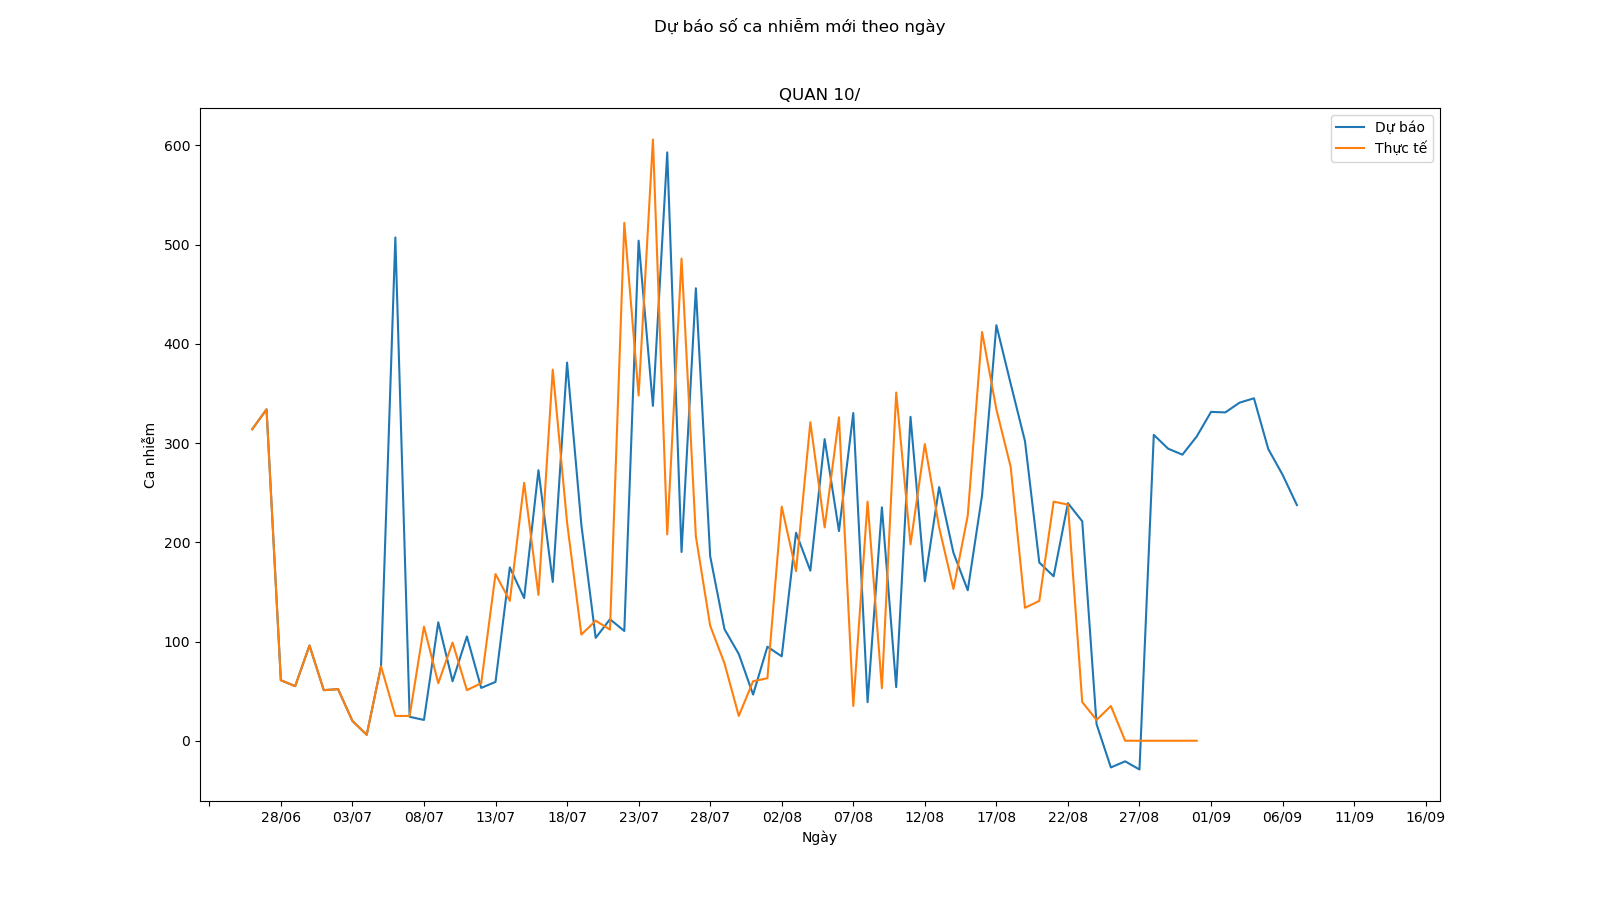 Dự báo số ca nhiễm mới theo ngày
QUAN 10/
Dự báo
Thực tế
600
500
400
300
200
100
0
Ca nhiễm
28/06 03/07 08/07 13/07 18/07 23/07 28/07 02/08 07/08 12/08 17/08 22/08 27/08 01/09 06/09 11/09 16/09
Ngày